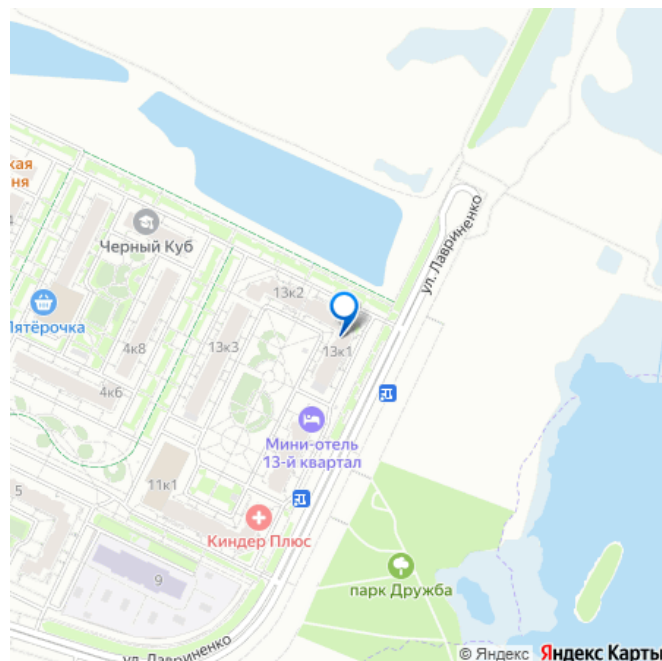 ул. Лавриненко
кая
ня
Черный Куб
13к2
Пятёрочка
4к8
13к3
13к1
4к6
Мини-отель
13-й квартал
11к1
5
Киндер Плюс
9
парк Дружба
ул. Лавриненко
© Яндекс Яндекс Карты